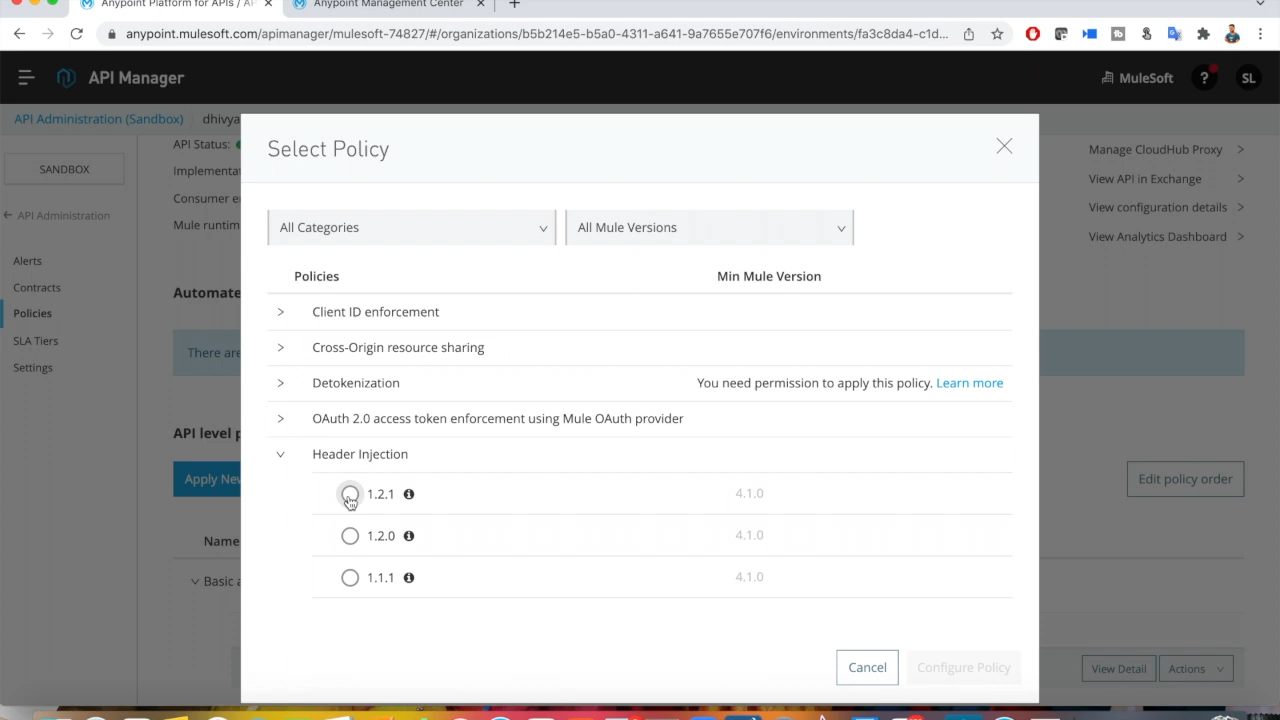 Anypoint Platform for APIs / AP
Anypoint Management Center
anypoint.mulesoft.com/apimanager/mulesoft-74827/#/organizations/b5b214e5-b5a0-4311-a641-9a7655e707f6/environments/fa3c8da4-c1d...
API Manager
MuleSoft
?
SL
API Administration (Sandbox)
dhivya
API Status:
Manage CloudHub Proxy
SANDBOX
Implementa
View API in Exchange
Consumer e
View configuration details
API Administration
Mule runtim
View Analytics Dashboard
Alerts
Contracts
Policies
SLA Tiers
Settings
Automate
There are
API level p
Apply New
Edit policy order
Name
Basic a
View Detail
Actions
Select Policy
All Categories
All Mule Versions
Policies
Min Mule Version
Client ID enforcement
Cross-Origin resource sharing
Detokenization
You need permission to apply this policy. Learn more
OAuth 2.0 access token enforcement using Mule OAuth provider
Header Injection
1.2.1
4.1.0
1.2.0
4.1.0
1.1.1
4.1.0
Cancel
Configure Policy